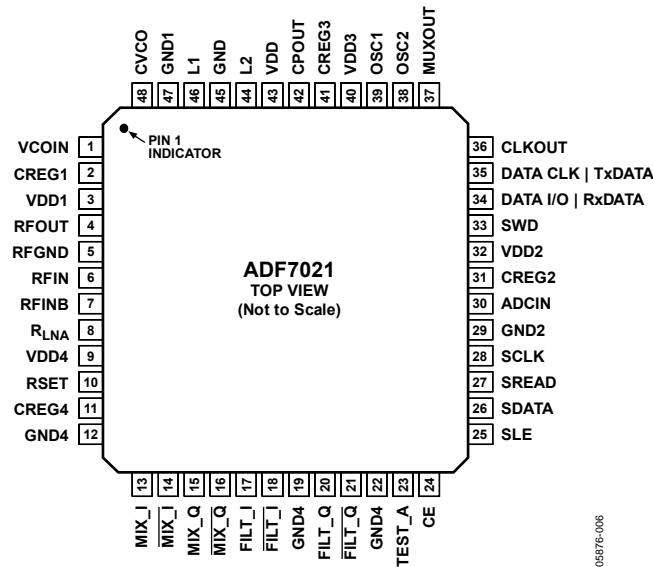 48 CVCO
47 GND1
46 L1
45 GND
44 L2
43 VDD
42 CPOUT
41 CREG3
40 VDD3
39 OSC1
38 OSC2
37 MUXOUT
PIN 1
INDICATOR
VCOIN 1
CREG1 2
VDD1 3
RFOUT 4
RFGND 5
RFIN 6
RFINB 7
RLNA 8
VDD4 9
RSET 10
CREG4 11
GND4 12
ADF7021
TOP VIEW
(Not to Scale)
36 CLKOUT
35 DATA CLK | TxDATA
34 DATA I/O | RxDATA
33 SWD
32 VDD2
31 CREG2
30 ADCIN
29 GND2
28 SCLK
27 SREAD
26 SDATA
25 SLE
MIX_I 13
M̅I̅X̅_̅I̅ 14
MIX_Q 15
M̅I̅X̅_̅Q̅ 16
FILT_I 17
F̅I̅L̅T̅_̅I̅ 18
GND4 19
FILT_Q 20
F̅I̅L̅T̅_̅Q̅ 21
GND4 22
TEST_A 23
CE 24
05876-006